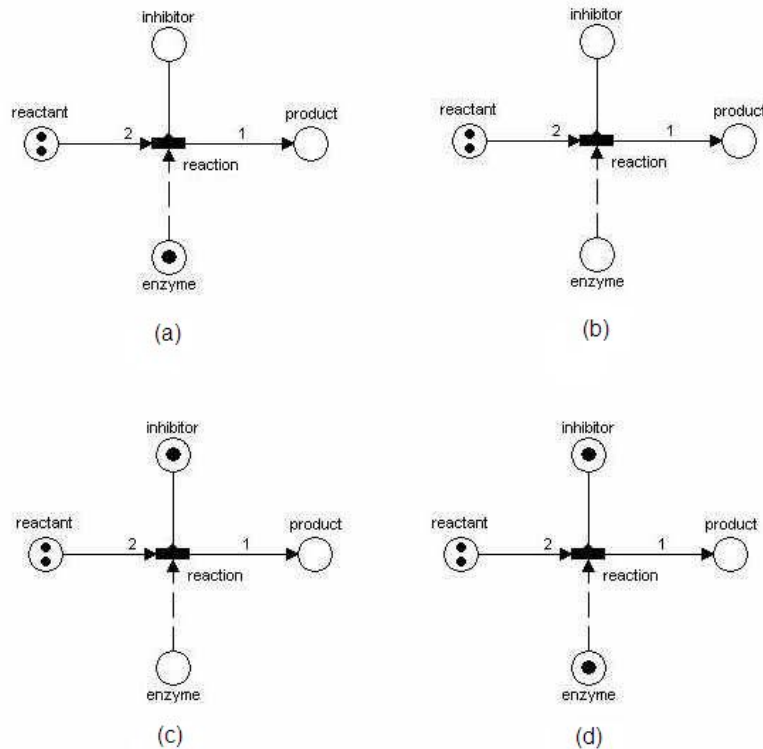 inhibitor
reactant
2
1
product
reaction
enzyme
(a)
inhibitor
reactant
2
1
product
reaction
enzyme
(b)
inhibitor
reactant
2
1
product
reaction
enzyme
(c)
inhibitor
reactant
2
1
product
reaction
enzyme
(d)